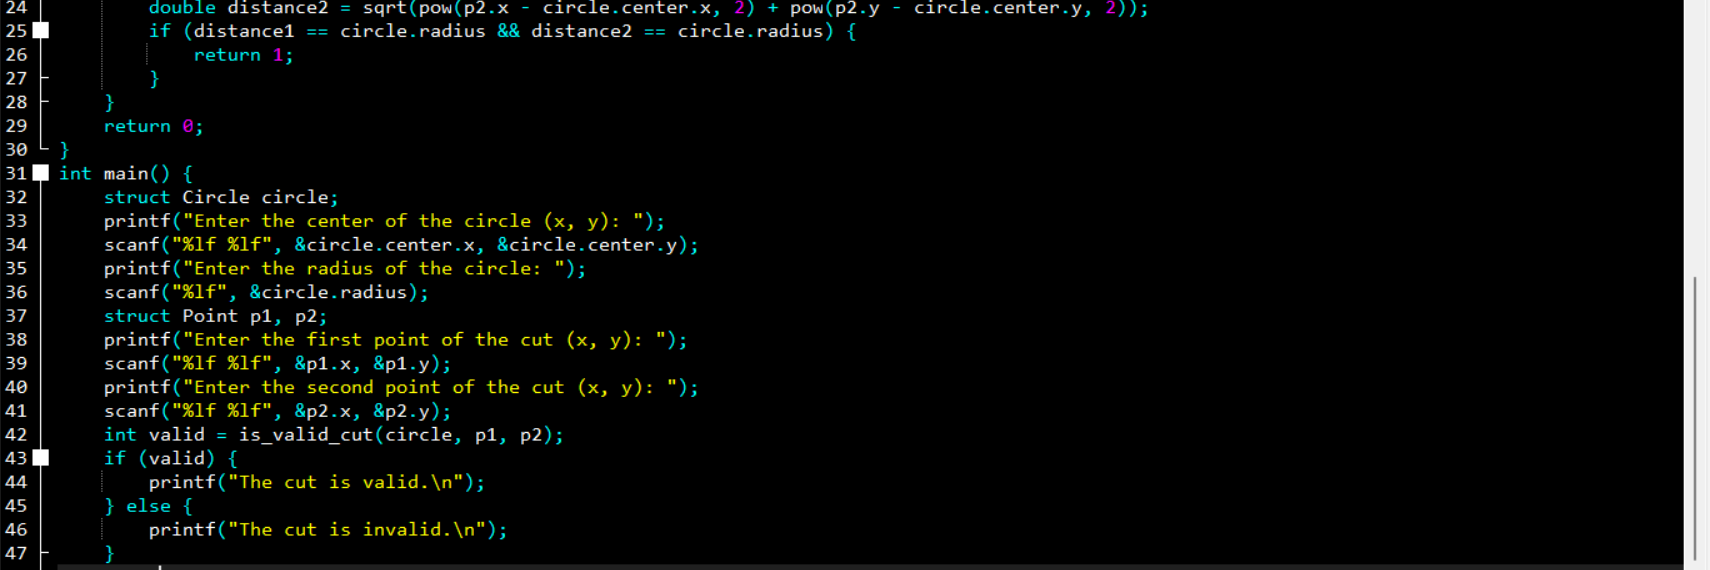 24 double distance2 = sqrt(pow(p2.x - circle.center.x, 2) + pow(p2.y - circle.center.y, 2));
25 if (distance1 == circle.radius && distance2 == circle.radius) {
26 return 1;
27 }
28 }
29 return 0;
30 }
31 int main() {
32 struct Circle circle;
33 printf("Enter the center of the circle (x, y): ");
34 scanf("%lf %lf", &circle.center.x, &circle.center.y);
35 printf("Enter the radius of the circle: ");
36 scanf("%lf", &circle.radius);
37 struct Point p1, p2;
38 printf("Enter the first point of the cut (x, y): ");
39 scanf("%lf %lf", &p1.x, &p1.y);
40 printf("Enter the second point of the cut (x, y): ");
41 scanf("%lf %lf", &p2.x, &p2.y);
42 int valid = is_valid_cut(circle, p1, p2);
43 if (valid) {
44 printf("The cut is valid.\n");
45 } else {
46 printf("The cut is invalid.\n");
47 }